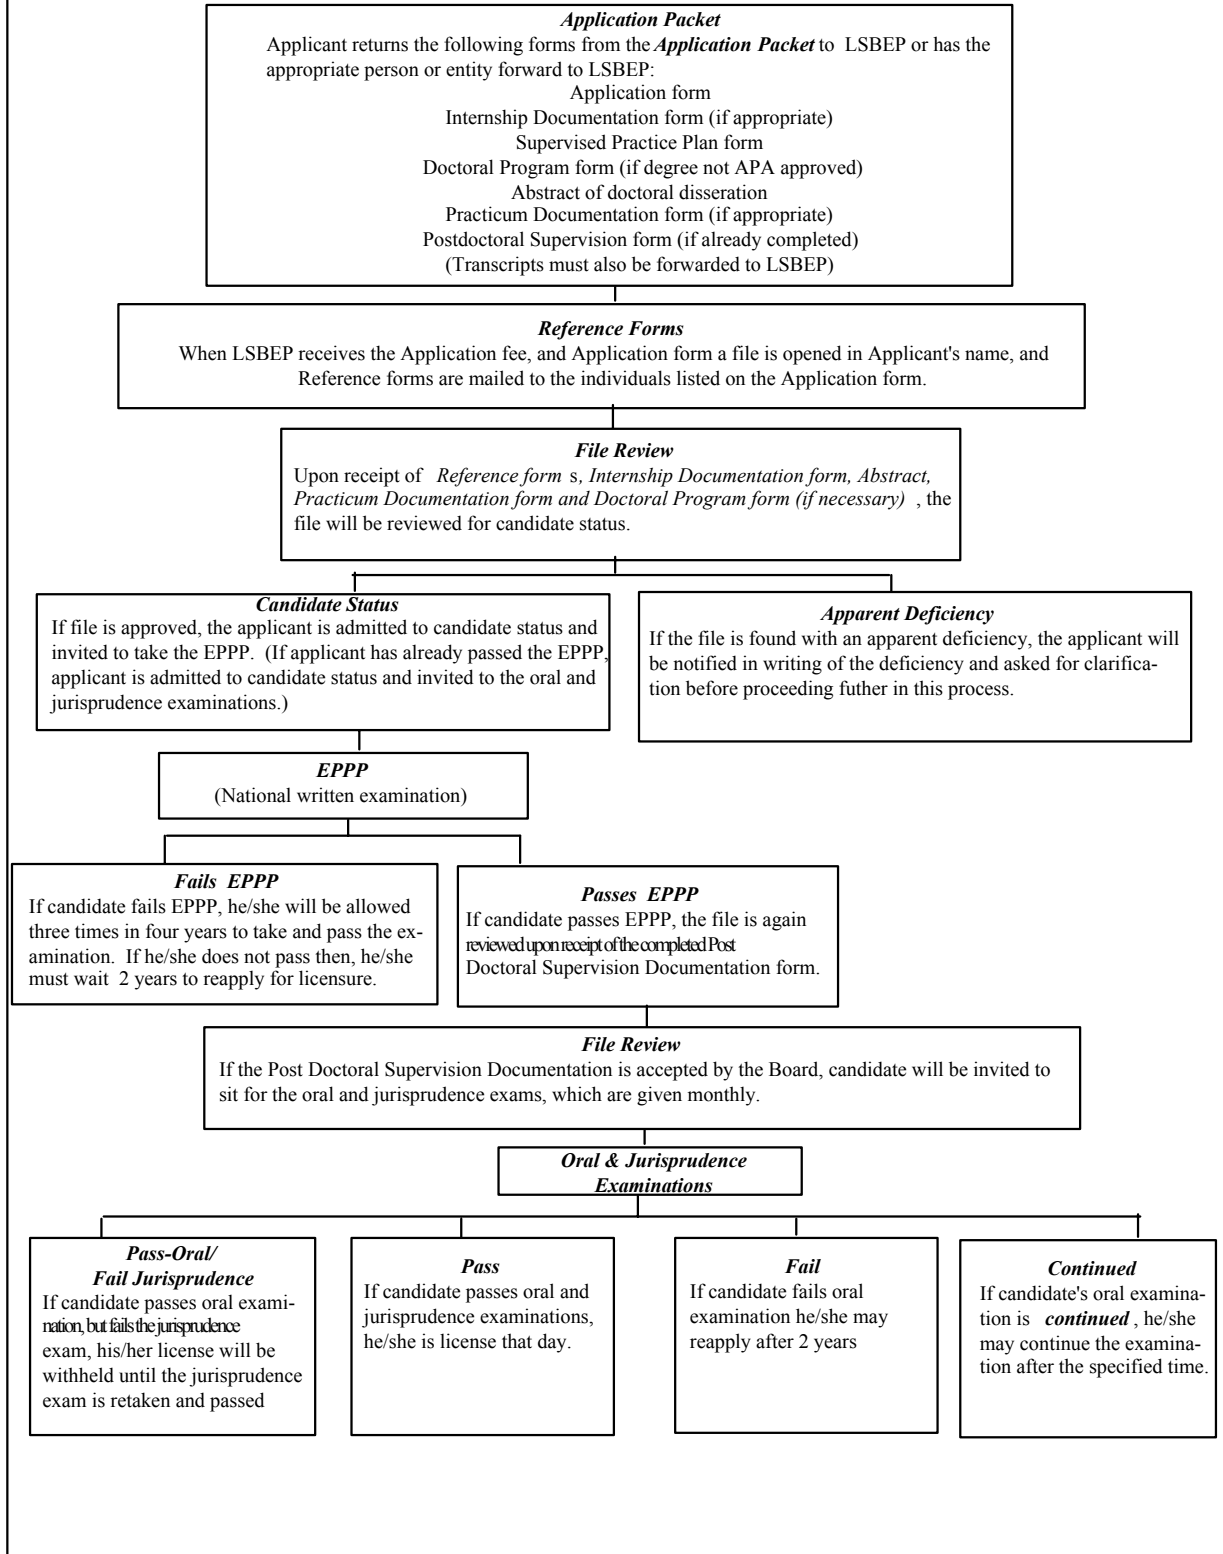 Application Packet
Applicant returns the following forms from the Application Packet to LSBEP or has the
appropriate person or entity forward to LSBEP:
Application form
Internship Documentation form (if appropriate)
Supervised Practice Plan form
Doctoral Program form (if degree not APA approved)
Abstract of doctoral disseration
Practicum Documentation form (if appropriate)
Postdoctoral Supervision form (if already completed)
(Transcripts must also be forwarded to LSBEP)
Reference Forms
When LSBEP receives the Application fee, and Application form a file is opened in Applicant's name, and
Reference forms are mailed to the individuals listed on the Application form.
File Review
Upon receipt of Reference form s, Internship Documentation form, Abstract,
Practicum Documentation form and Doctoral Program form (if necessary) , the
file will be reviewed for candidate status.
Candidate Status
If file is approved, the applicant is admitted to candidate status and
invited to take the EPPP. (If applicant has already passed the EPPP,
applicant is admitted to candidate status and invited to the oral and
jurisprudence examinations.)
Apparent Deficiency
If the file is found with an apparent deficiency, the applicant will
be notified in writing of the deficiency and asked for clarifica-
tion before proceeding futher in this process.
EPPP
(National written examination)
Fails EPPP
If candidate fails EPPP, he/she will be allowed
three times in four years to take and pass the ex-
amination. If he/she does not pass then, he/she
must wait 2 years to reapply for licensure.
Passes EPPP
If candidate passes EPPP, the file is again
reviewed upon receipt of the completed Post
Doctoral Supervision Documentation form.
File Review
If the Post Doctoral Supervision Documentation is accepted by the Board, candidate will be invited to
sit for the oral and jurisprudence exams, which are given monthly.
Oral & Jurisprudence
Examinations
Pass-Oral/
Fail Jurisprudence
If candidate passes oral exami-
nation, but fails the jurisprudence
exam, his/her license will be
withheld until the jurisprudence
exam is retaken and passed
Pass
If candidate passes oral and
jurisprudence examinations,
he/she is license that day.
Fail
If candidate fails oral
examination he/she may
reapply after 2 years
Continued
If candidate's oral examina-
tion is continued , he/she
may continue the examina-
tion after the specified time.